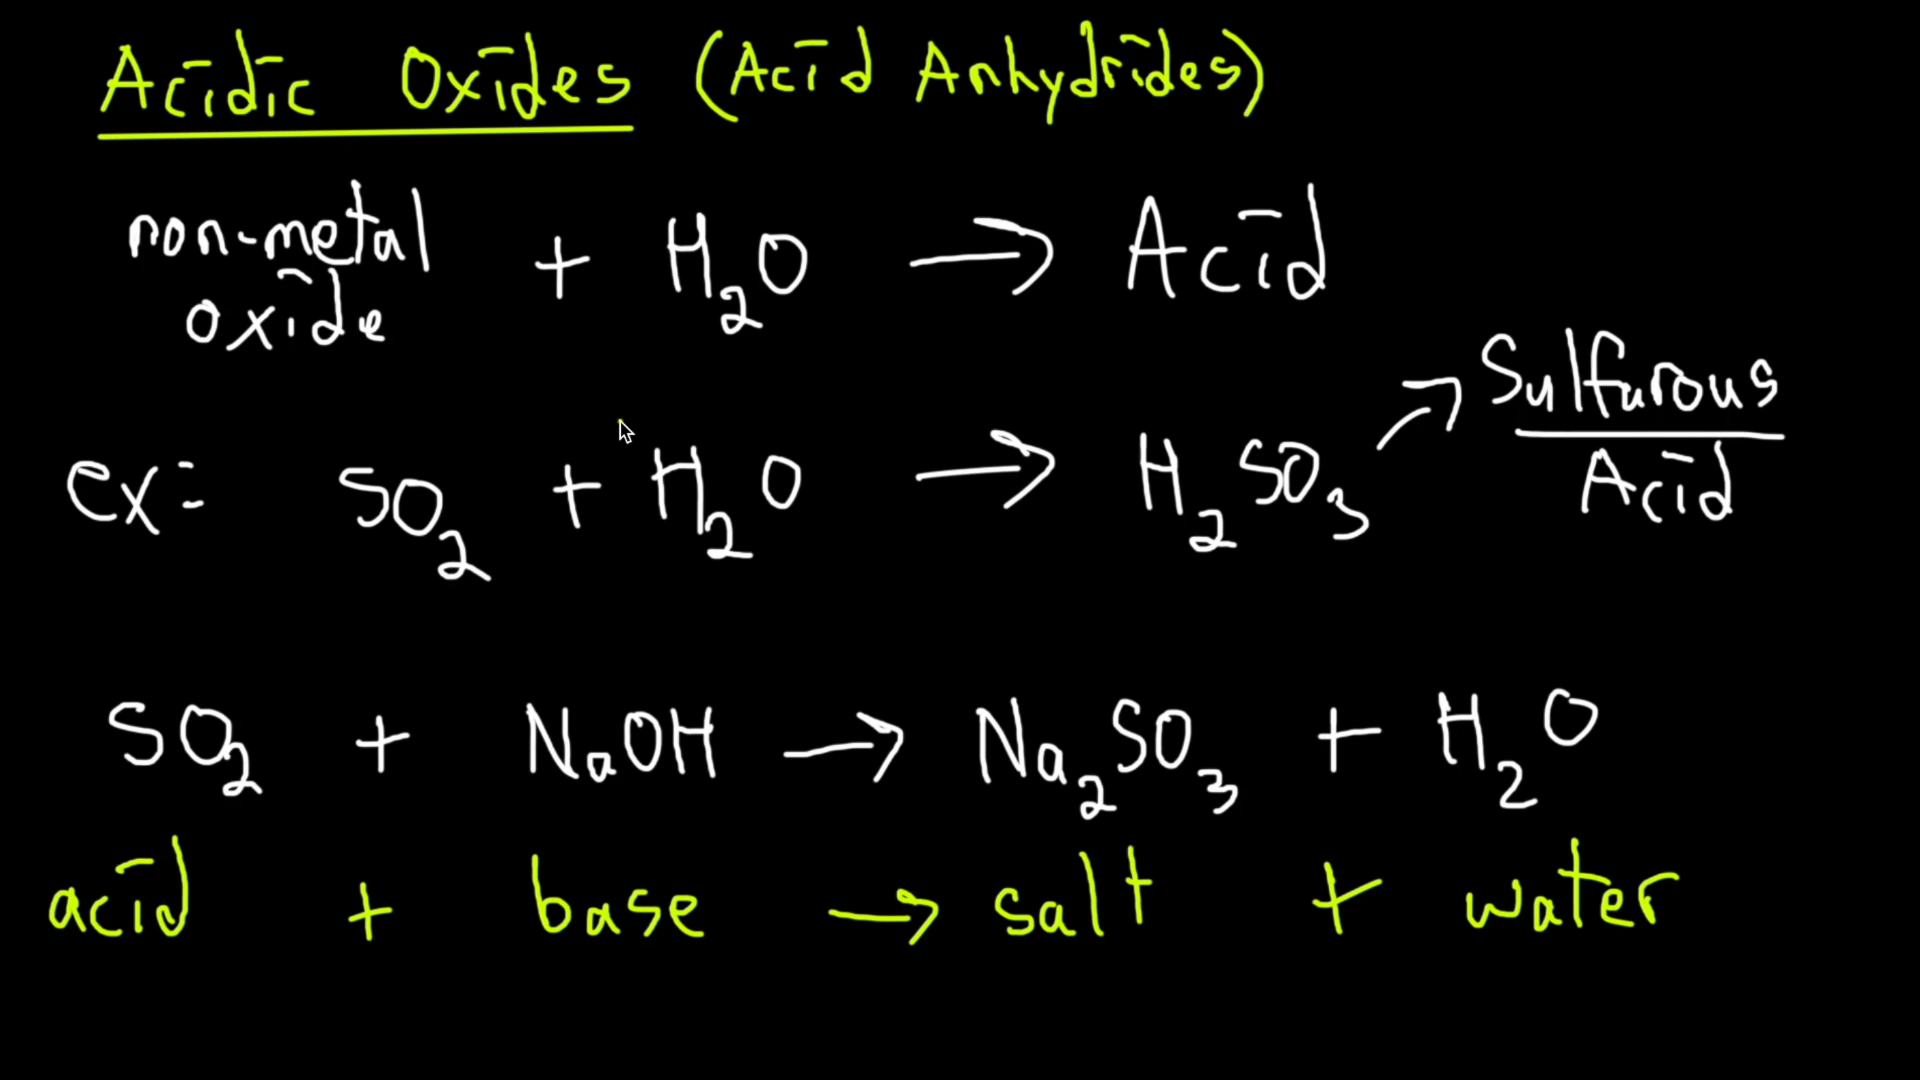 Acidic Oxides (Acid Anhydrides)
non-metal oxide + H₂O → Acid
ex: SO₂ + H₂O → H₂SO₃ → Sulfurous Acid
SO₂ + NaOH → Na₂SO₃ + H₂O
acid + base → salt + water